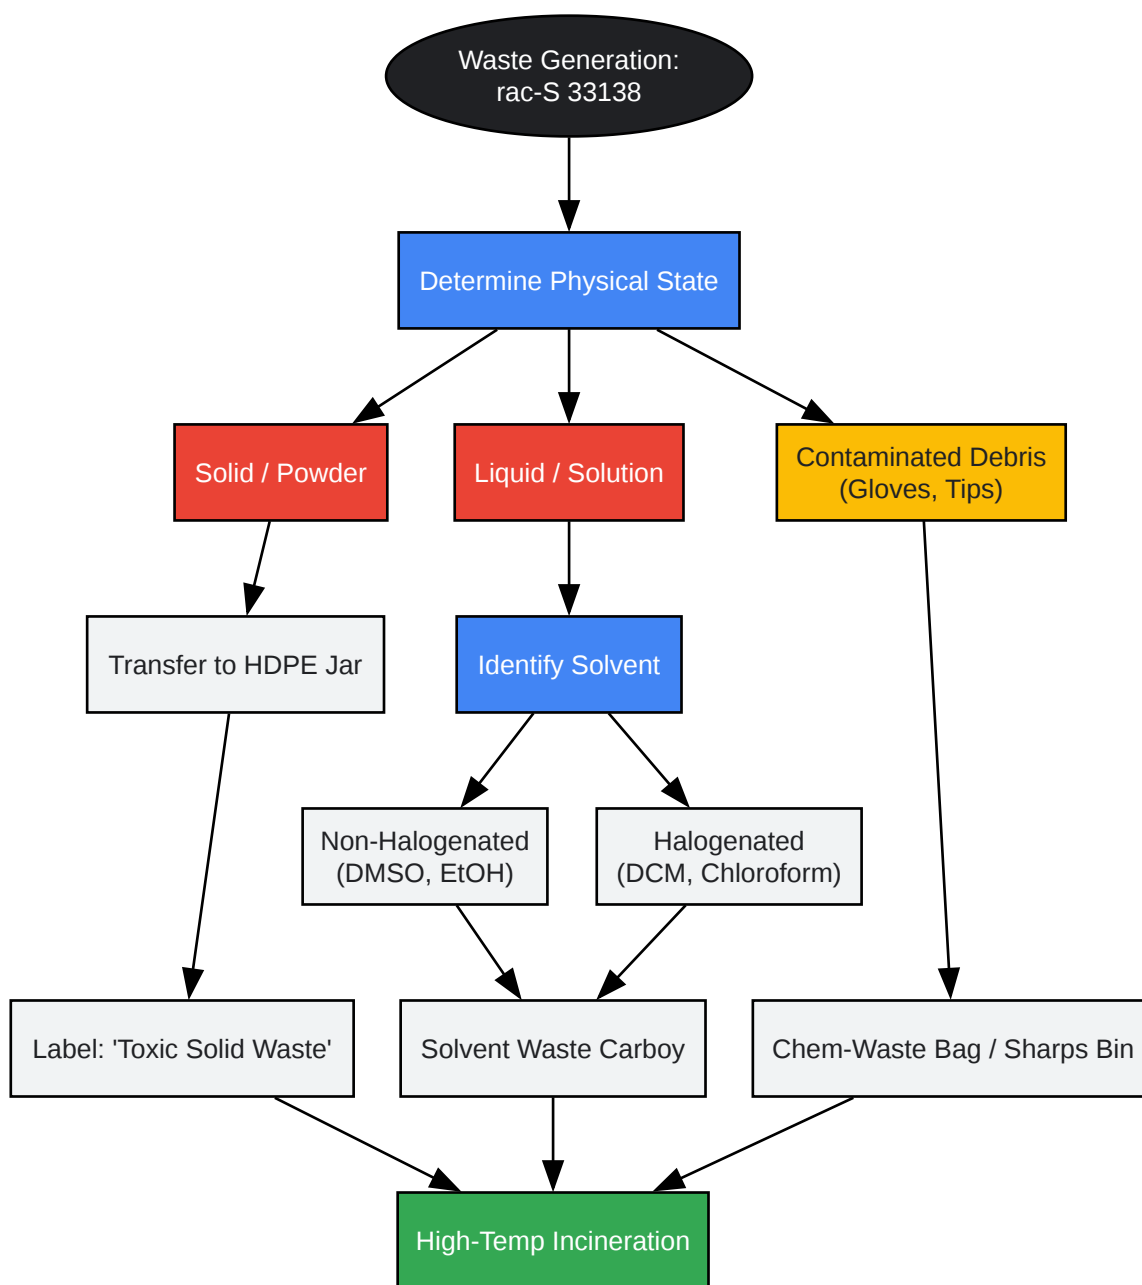 Waste Generation:
rac-S 33138
Determine Physical State
Solid / Powder
Liquid / Solution
Contaminated Debris
(Gloves, Tips)
Transfer to HDPE Jar
Identify Solvent
Non-Halogenated
(DMSO, EtOH)
Halogenated
(DCM, Chloroform)
Label: 'Toxic Solid Waste'
Solvent Waste Carboy
Chem-Waste Bag / Sharps Bin
High-Temp Incineration